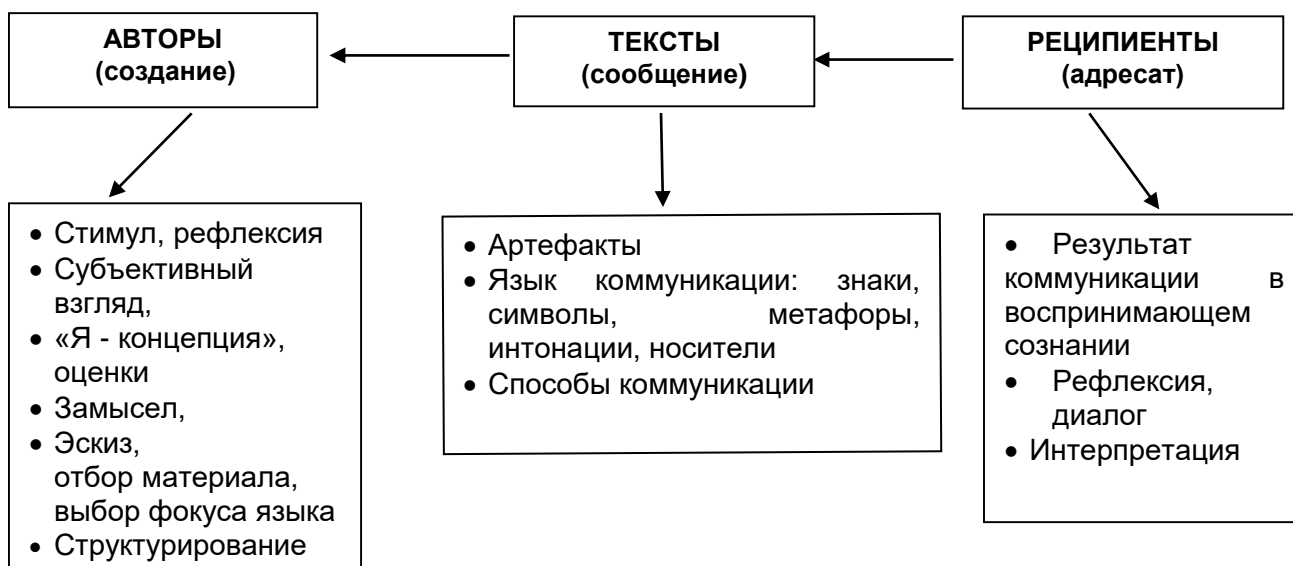 АВТОРЫ
(создание)
ТЕКСТЫ
(сообщение)
РЕЦИПИЕНТЫ
(адресат)
• Стимул, рефлексия
• Субъективный
взгляд,
• «Я - концепция»,
оценки
• Замысел,
• Эскиз,
отбор материала,
выбор фокуса языка
• Структурирование
• Артефакты
• Язык коммуникации: знаки,
символы, метафоры,
интонации, носители
• Способы коммуникации
• Результат
коммуникации в
воспринимающем
сознании
• Рефлексия,
диалог
• Интерпретация